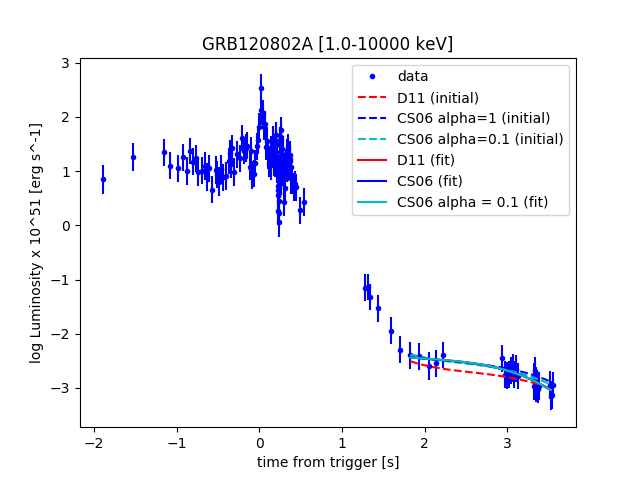 GRB120802A [1.0-10000 keV]
log Luminosity x 10^51 [erg s^-1]
3
2
1
0
−1
−2
−3
data
D11 (initial)
CS06 alpha=1 (initial)
CS06 alpha=0.1 (initial)
D11 (fit)
CS06 (fit)
CS06 alpha = 0.1 (fit)
−2 −1 0 1 2 3
time from trigger [s]